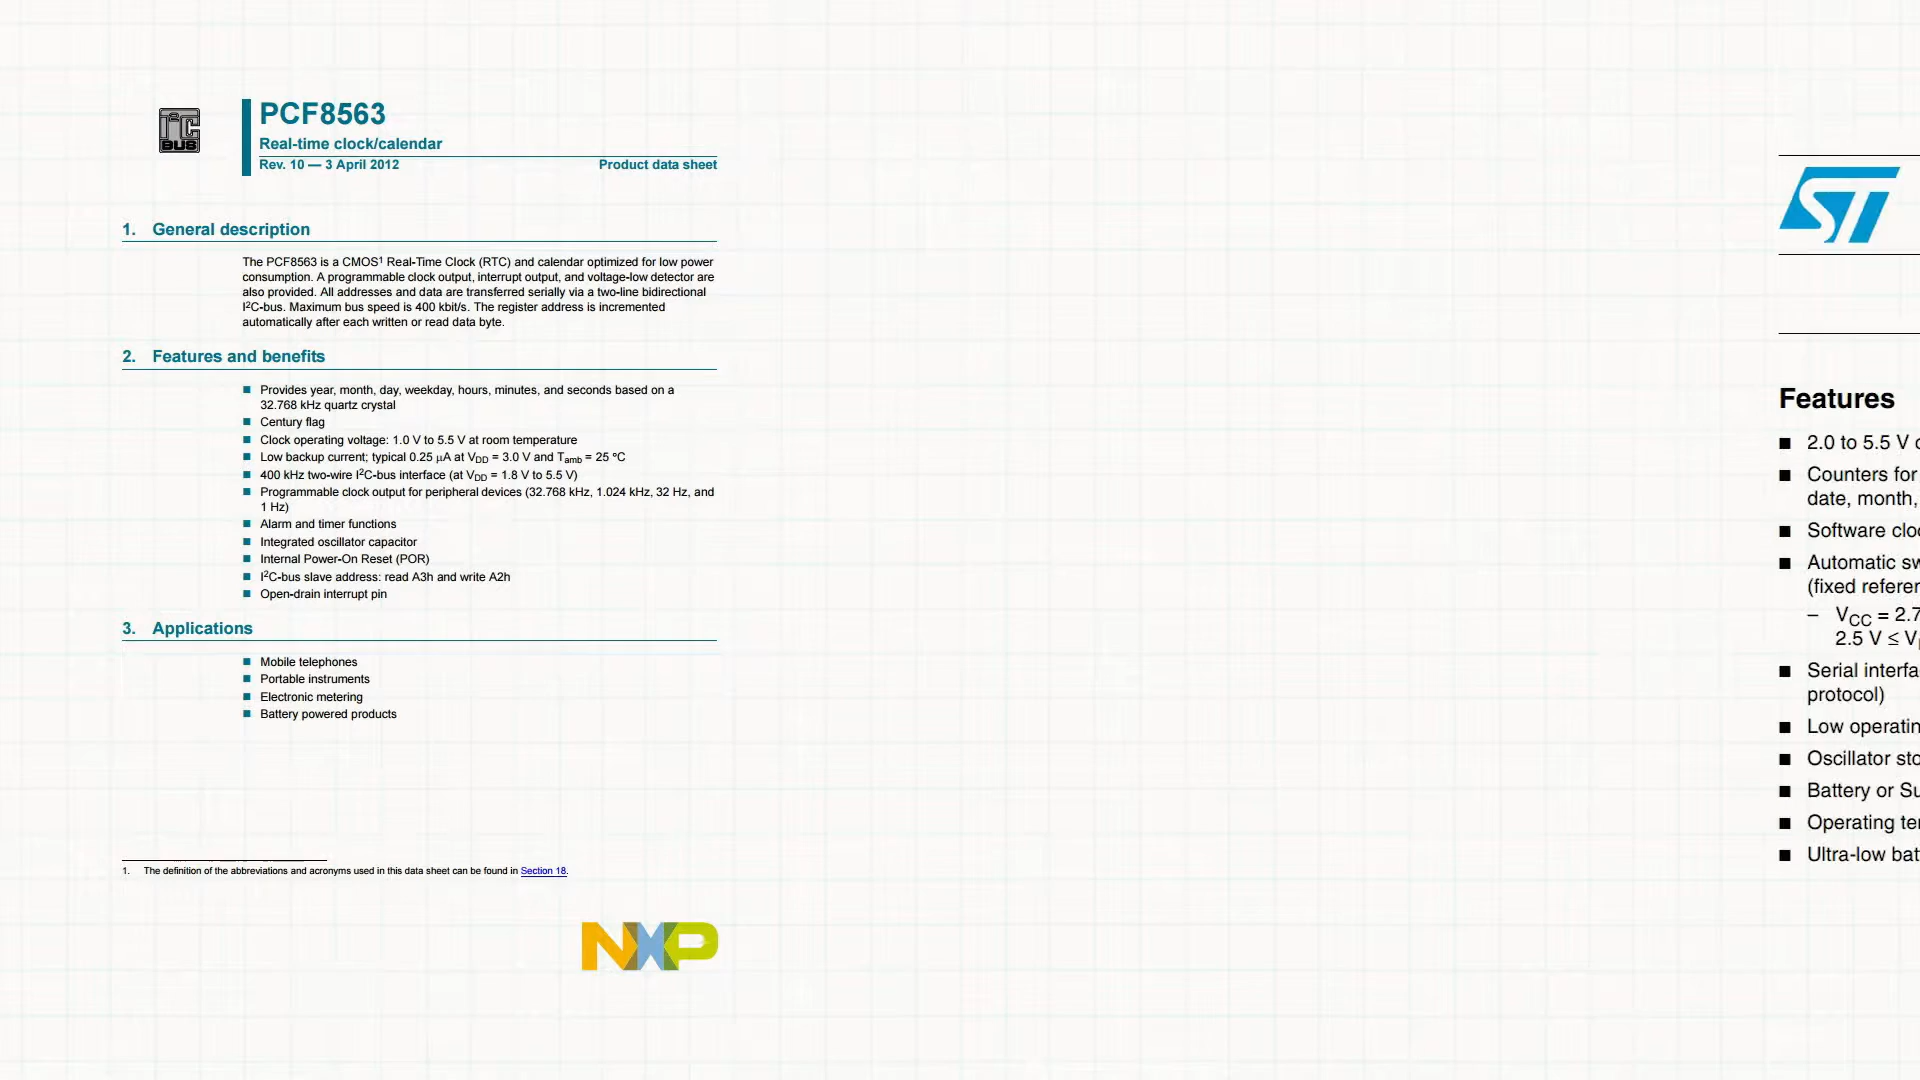 I²C
BUS
PCF8563
Real-time clock/calendar
Rev. 10 — 3 April 2012 Product data sheet
1. General description
The PCF8563 is a CMOS¹ Real-Time Clock (RTC) and calendar optimized for low power
consumption. A programmable clock output, interrupt output, and voltage-low detector are
also provided. All addresses and data are transferred serially via a two-line bidirectional
I²C-bus. Maximum bus speed is 400 kbit/s. The register address is incremented
automatically after each written or read data byte.
2. Features and benefits
■ Provides year, month, day, weekday, hours, minutes, and seconds based on a
32.768 kHz quartz crystal
■ Century flag
■ Clock operating voltage: 1.0 V to 5.5 V at room temperature
■ Low backup current; typical 0.25 μA at VDD = 3.0 V and Tamb = 25 °C
■ 400 kHz two-wire I²C-bus interface (at VDD = 1.8 V to 5.5 V)
■ Programmable clock output for peripheral devices (32.768 kHz, 1.024 kHz, 32 Hz, and
1 Hz)
■ Alarm and timer functions
■ Integrated oscillator capacitor
■ Internal Power-On Reset (POR)
■ I²C-bus slave address: read A3h and write A2h
■ Open-drain interrupt pin
3. Applications
■ Mobile telephones
■ Portable instruments
■ Electronic metering
■ Battery powered products
1. The definition of the abbreviations and acronyms used in this data sheet can be found in Section 18.
NXP
ST
Features
■ 2.0 to 5.5 V
■ Counters for
date, month,
■ Software
■ Automatic
(fixed
– VCC = 2.7
2.5 V ≤
■ Serial
protocol)
■ Low
■ Oscillator
■ Battery or
■ Operating
■ Ultra-low